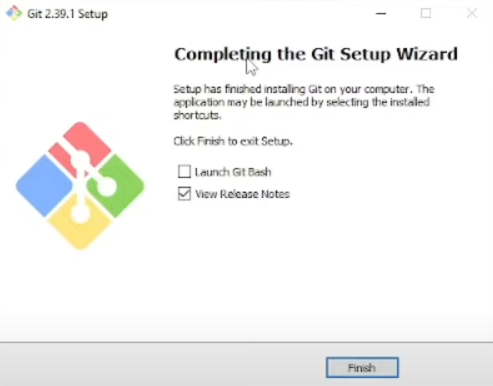 Git 2.39.1 Setup
Completing the Git Setup Wizard
Setup has finished installing Git on your computer. The
application may be launched by selecting the installed
shortcuts.
Click Finish to exit Setup.
Launch Git Bash
View Release Notes
Finish